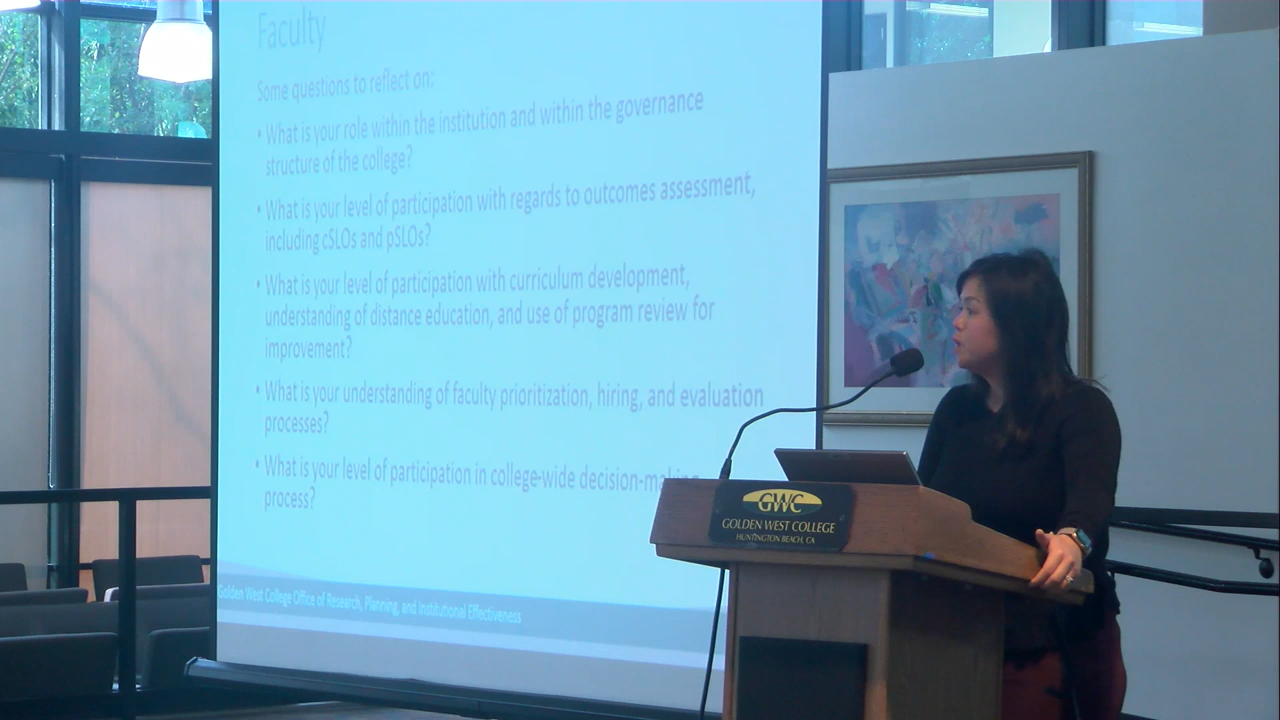 Faculty
Some questions to reflect on:
• What is your role within the institution and within the governance
structure of the college?
• What is your level of participation with regards to outcomes assessment,
including cSLOs and pSLOs?
• What is your level of participation with curriculum development,
understanding of distance education, and use of program review for
improvement?
• What is your understanding of faculty prioritization, hiring, and evaluation
processes?
• What is your level of participation in college-wide decision-making
process?
Golden West College Office of Research, Planning, and Institutional Effectiveness
GWC
GOLDEN WEST COLLEGE
HUNTINGTON BEACH, CA